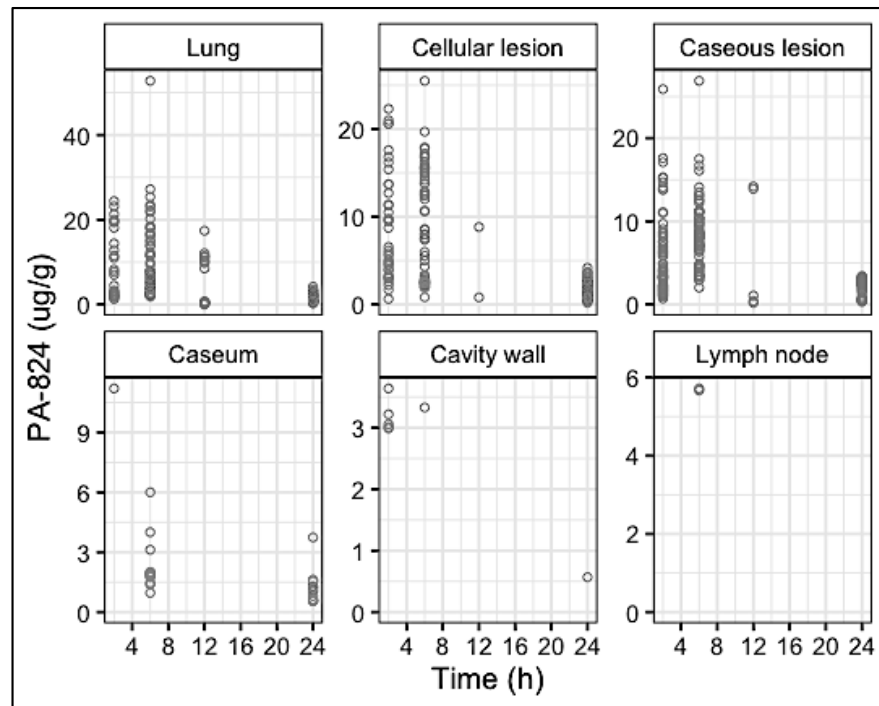 Lung Cellular lesion Caseous lesion
40 20 20
20 10 10
0 0 0
Caseum Cavity wall Lymph node
9 3 6
6 2 4
3 1 2
0 0 0
4 8 12 16 20 24 4 8 12 16 20 24 4 8 12 16 20 24
Time (h)
PA-824 (ug/g)